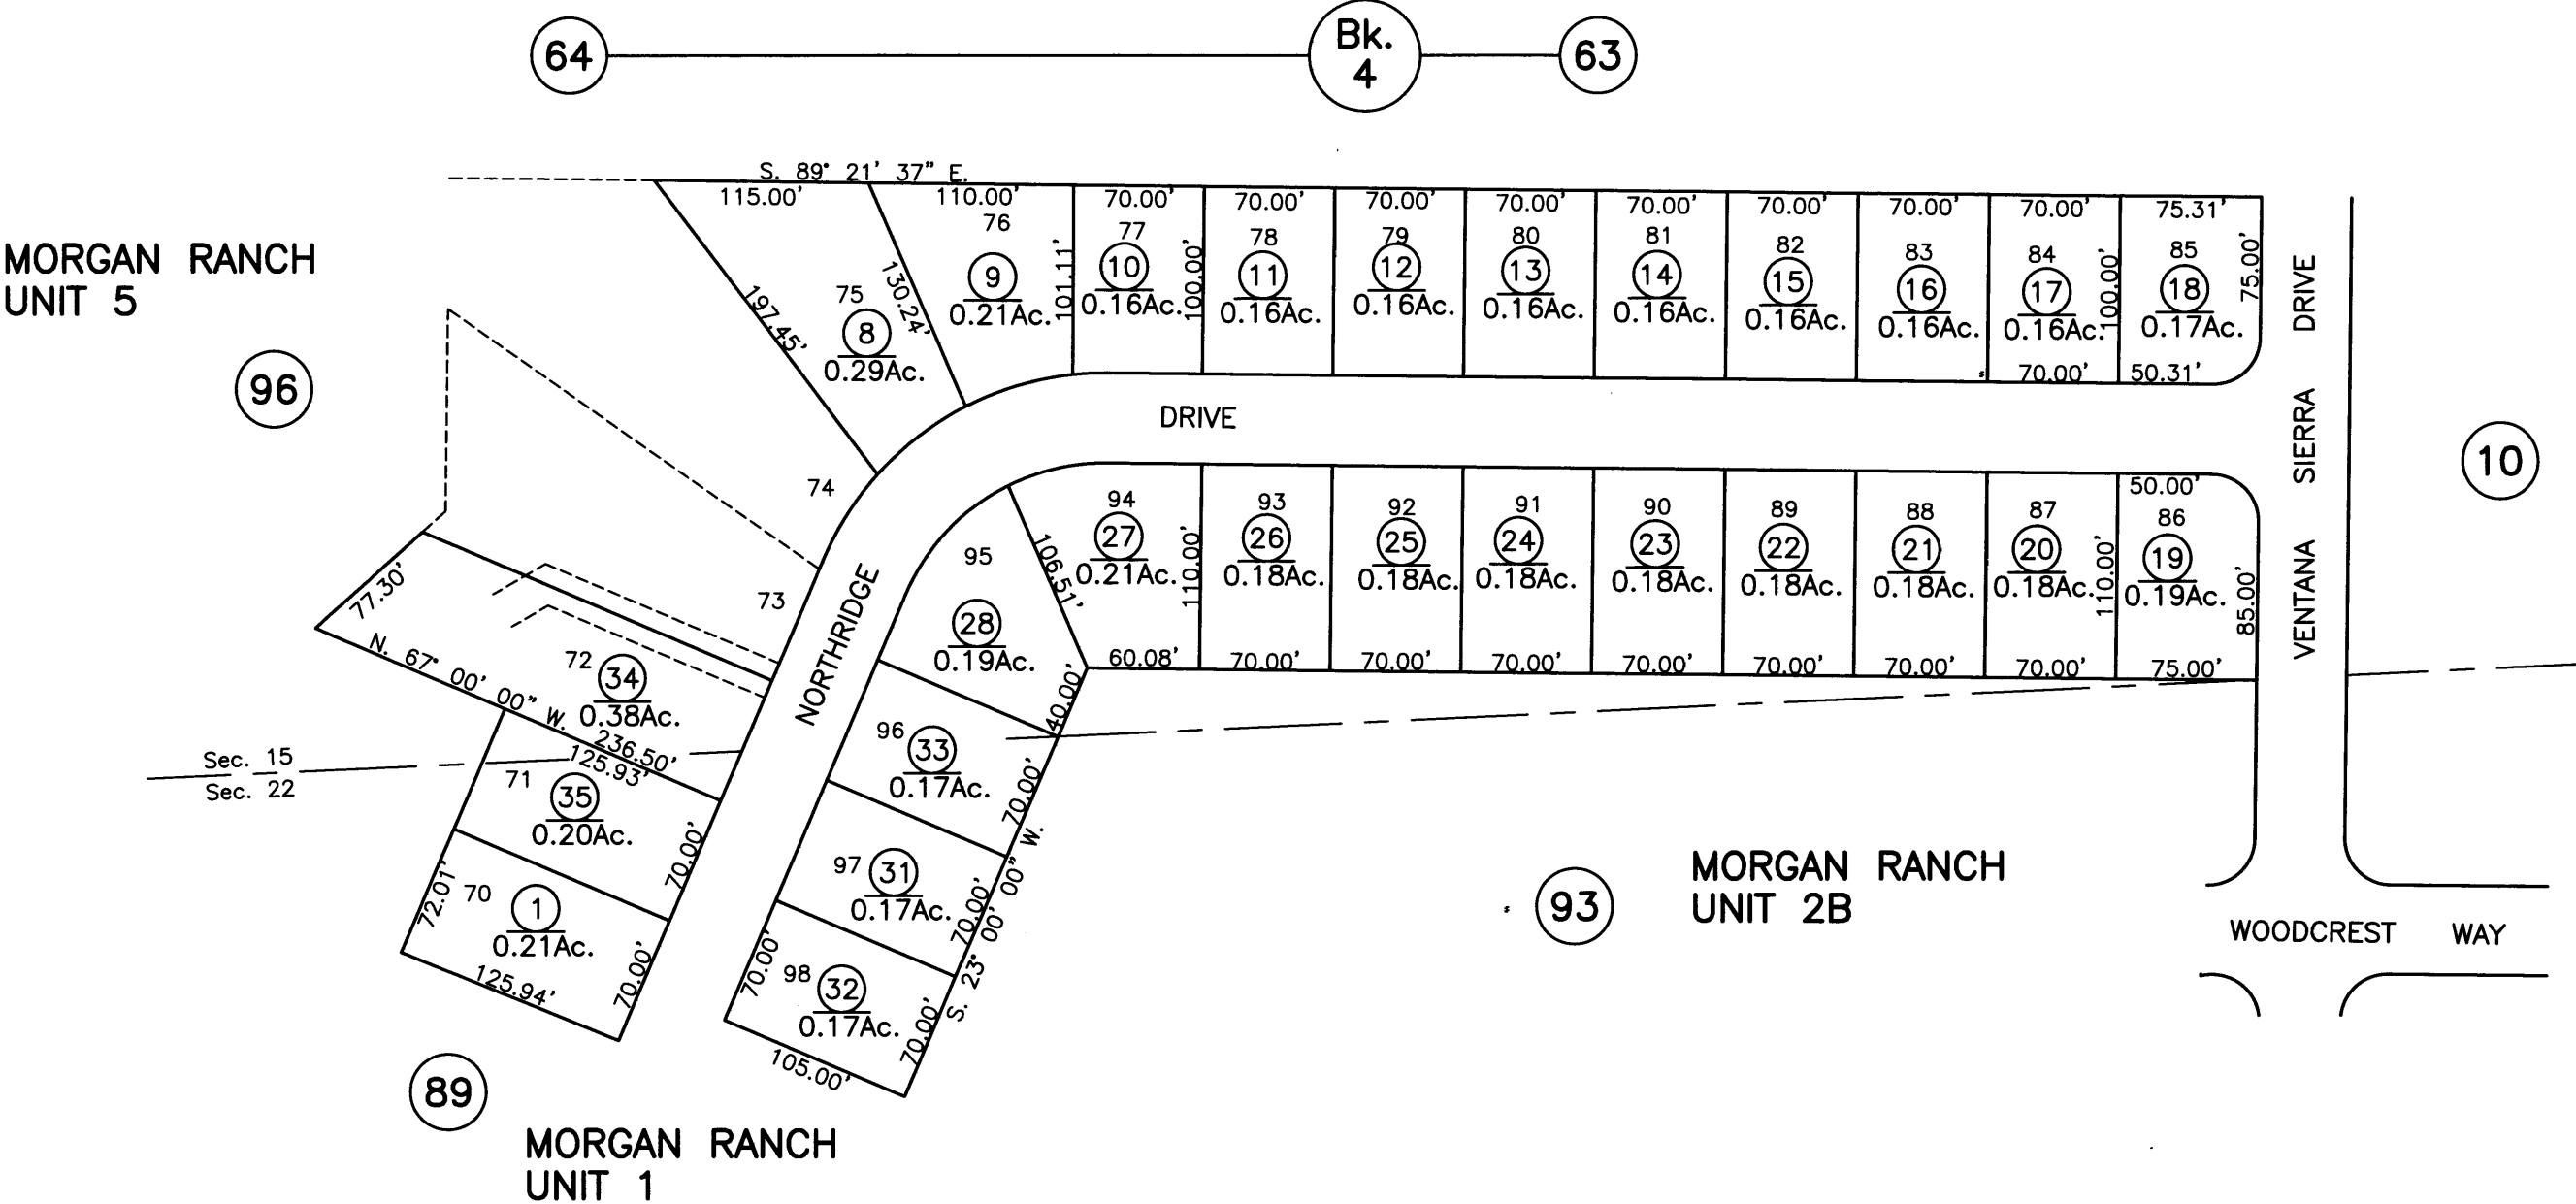 64
Bk.
4
63
S. 89° 21' 37" E.
115.00'
110.00'
70.00'
70.00'
70.00'
70.00'
70.00'
70.00'
70.00'
70.00'
75.31'
MORGAN RANCH
UNIT 5
96
197.45'
75
8
0.29Ac.
130.24'
76
9
0.21Ac.
101.11'
77
10
0.16Ac.
100.00'
78
11
0.16Ac.
79
12
0.16Ac.
80
13
0.16Ac.
81
14
0.16Ac.
82
15
0.16Ac.
83
16
0.16Ac.
84
17
0.16Ac.
100.00'
70.00'
85
18
0.17Ac.
75.00'
50.31'
VENTANA SIERRA DRIVE
10
NORTHRIDGE
DRIVE
74
73
95
28
0.19Ac.
106.51'
40.00'
94
27
0.21Ac.
110.00'
60.08'
93
26
0.18Ac.
70.00'
92
25
0.18Ac.
70.00'
91
24
0.18Ac.
70.00'
90
23
0.18Ac.
70.00'
89
22
0.18Ac.
70.00'
88
21
0.18Ac.
70.00'
87
20
0.18Ac.
110.00'
70.00'
50.00'
86
19
0.19Ac.
85.00'
75.00'
77.30'
N. 67° 00' 00" W.
236.50'
72
34
0.38Ac.
Sec. 15
Sec. 22
125.93'
71
35
0.20Ac.
70.00'
72.01'
70
1
0.21Ac.
70.00'
125.94'
96
33
0.17Ac.
70.00'
97
31
0.17Ac.
70.00'
S. 23° 00' 00" W.
70.00'
98
32
0.17Ac.
70.00'
105.00'
93
MORGAN RANCH
UNIT 2B
WOODCREST WAY
89
MORGAN RANCH
UNIT 1